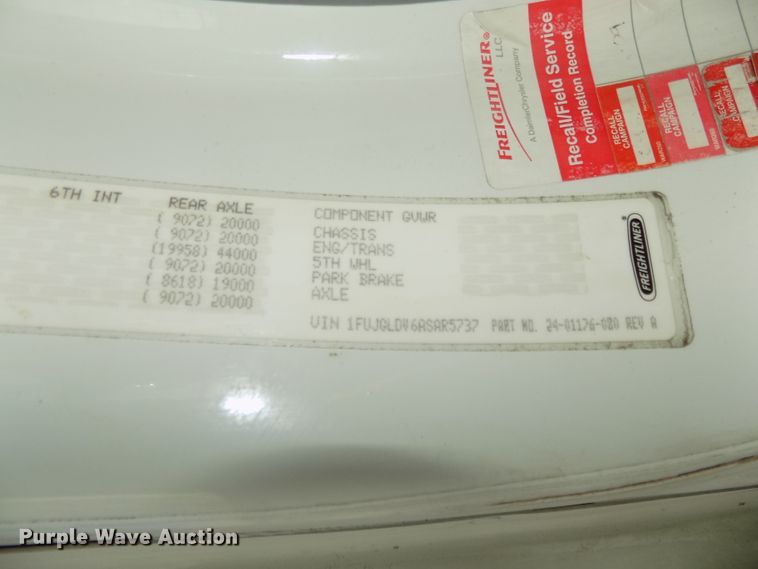 FREIGHTLINER®
LLC
A DaimlerChrysler Company
Recall/Field Service
Completion Record
RECALL
CAMPAIGN
RECALL
CAMPAIGN
RECALL
CAMPAIGN
6TH INT REAR AXLE COMPONENT GVWR
( 9072) 20000 CHASSIS
( 9072) 20000 ENG/TRANS
(19958) 44000 5TH WHL
( 9072) 20000 PARK BRAKE
( 8618) 19000 AXLE
( 9072) 20000
FREIGHTLINER
VIN 1FUJGLDV6ASAR5737 PART NO. 24-01176-080 REV A
Purple Wave Auction